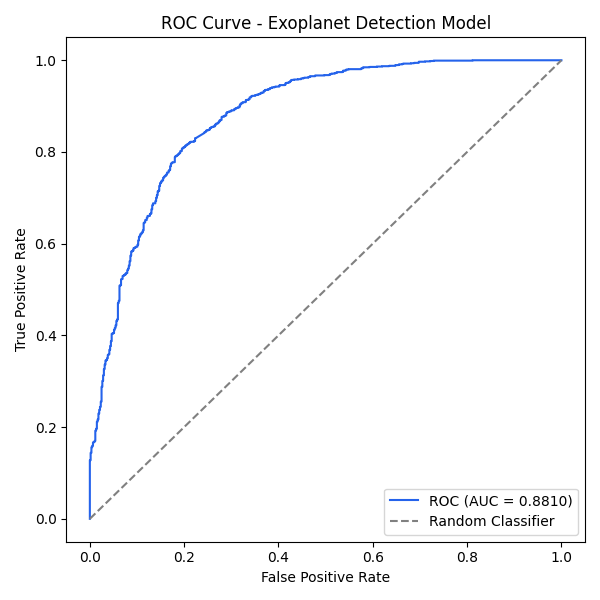 ROC Curve - Exoplanet Detection Model
True Positive Rate
1.0
0.8
0.6
0.4
0.2
0.0
ROC (AUC = 0.8810)
Random Classifier
0.0 0.2 0.4 0.6 0.8 1.0
False Positive Rate